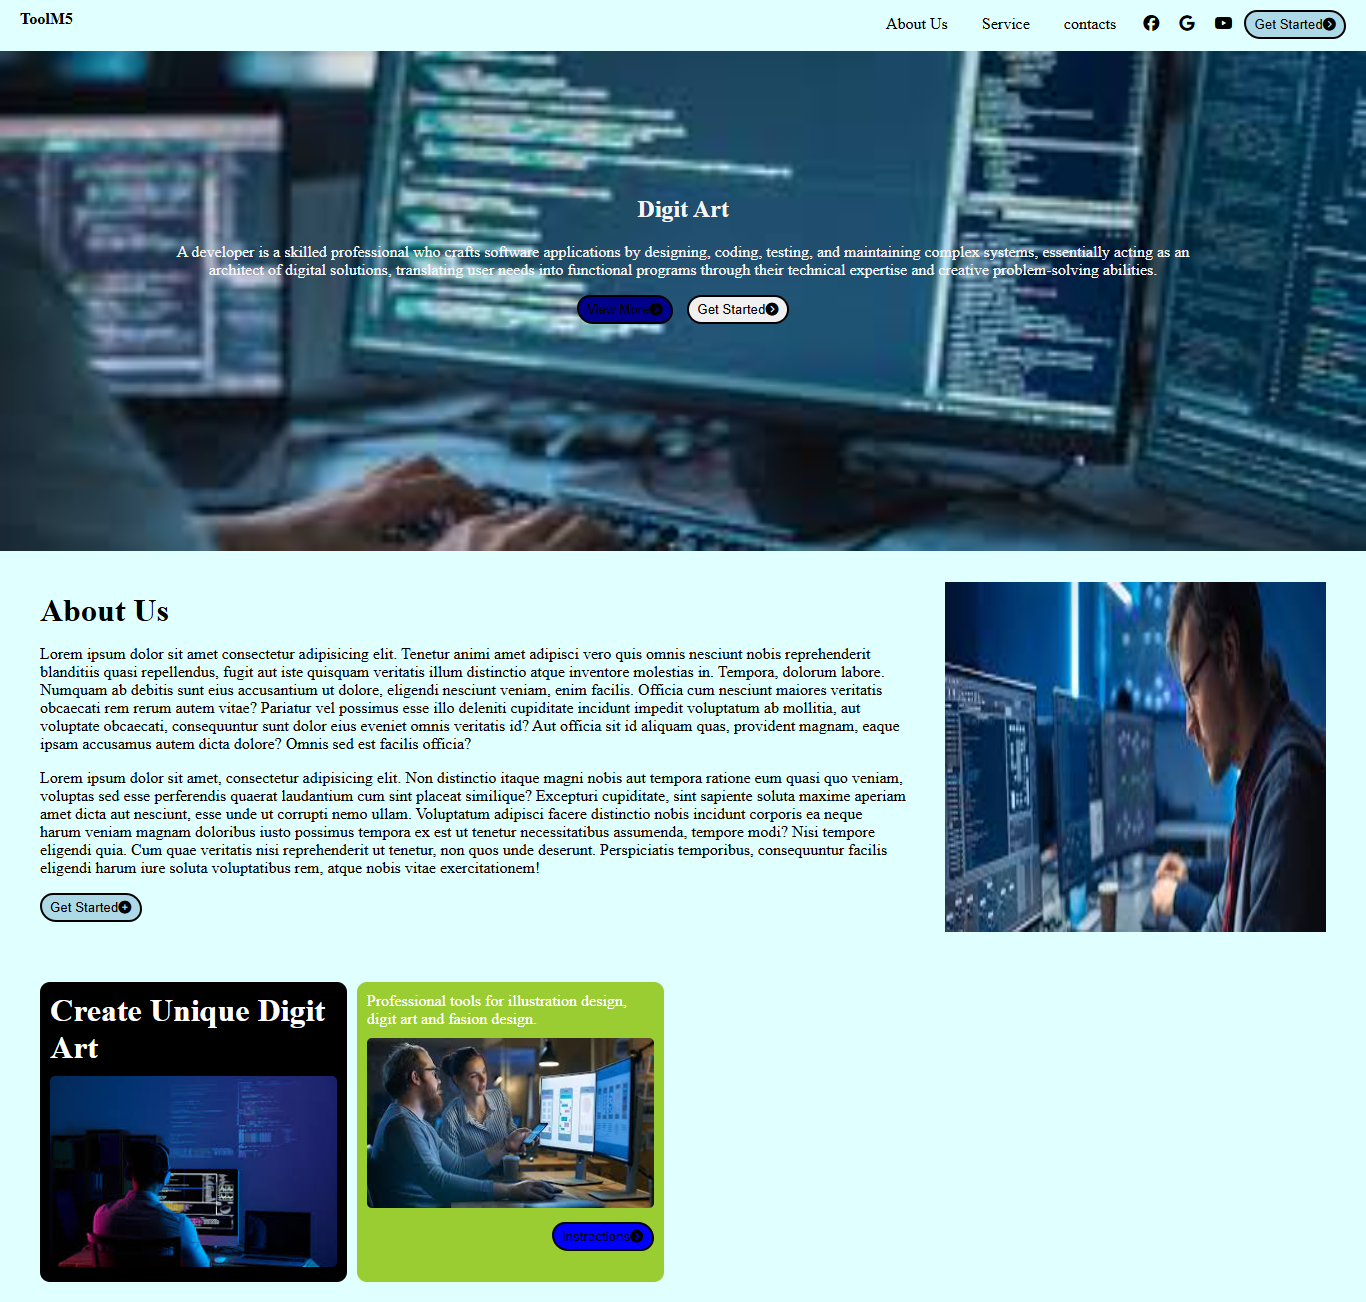 ToolM5
About Us
Service
contacts
Get Started
Digit Art
A developer is a skilled professional who crafts software applications by designing, coding, testing, and maintaining complex systems, essentially acting as an
architect of digital solutions, translating user needs into functional programs through their technical expertise and creative problem-solving abilities.
View More
Get Started
About Us
Lorem ipsum dolor sit amet consectetur adipisicing elit. Tenetur animi amet adipisci vero quis omnis nesciunt nobis reprehenderit
blanditiis quasi repellendus, fugit aut iste quisquam veritatis illum distinctio atque inventore molestias in. Tempora, dolorum labore.
Numquam ab debitis sunt eius accusantium ut dolore, eligendi nesciunt veniam, enim facilis. Officia cum nesciunt maiores veritatis
obcaecati rem rerum autem vitae? Pariatur vel possimus esse illo deleniti cupiditate incidunt impedit voluptatum ab mollitia, aut
voluptate obcaecati, consequuntur sunt dolor eius eveniet omnis veritatis id? Aut officia sit id aliquam quas, provident magnam, eaque
ipsam accusamus autem dicta dolore? Omnis sed est facilis officia?
Lorem ipsum dolor sit amet, consectetur adipisicing elit. Non distinctio itaque magni nobis aut tempora ratione eum quasi quo veniam,
voluptas sed esse perferendis quaerat laudantium cum sint placeat similique? Excepturi cupiditate, sint sapiente soluta maxime aperiam
amet dicta aut nesciunt, esse unde ut corrupti nemo ullam. Voluptatum adipisci facere distinctio nobis incidunt corporis ea neque
harum veniam magnam doloribus iusto possimus tempora ex est ut tenetur necessitatibus assumenda, tempore modi? Nisi tempore
eligendi quia. Cum quae veritatis nisi reprehenderit ut tenetur, non quos unde deserunt. Perspiciatis temporibus, consequuntur facilis
eligendi harum iure soluta voluptatibus rem, atque nobis vitae exercitationem!
Get Started
Create Unique Digit
Art
Professional tools for illustration design,
digit art and fasion design.
Instractions